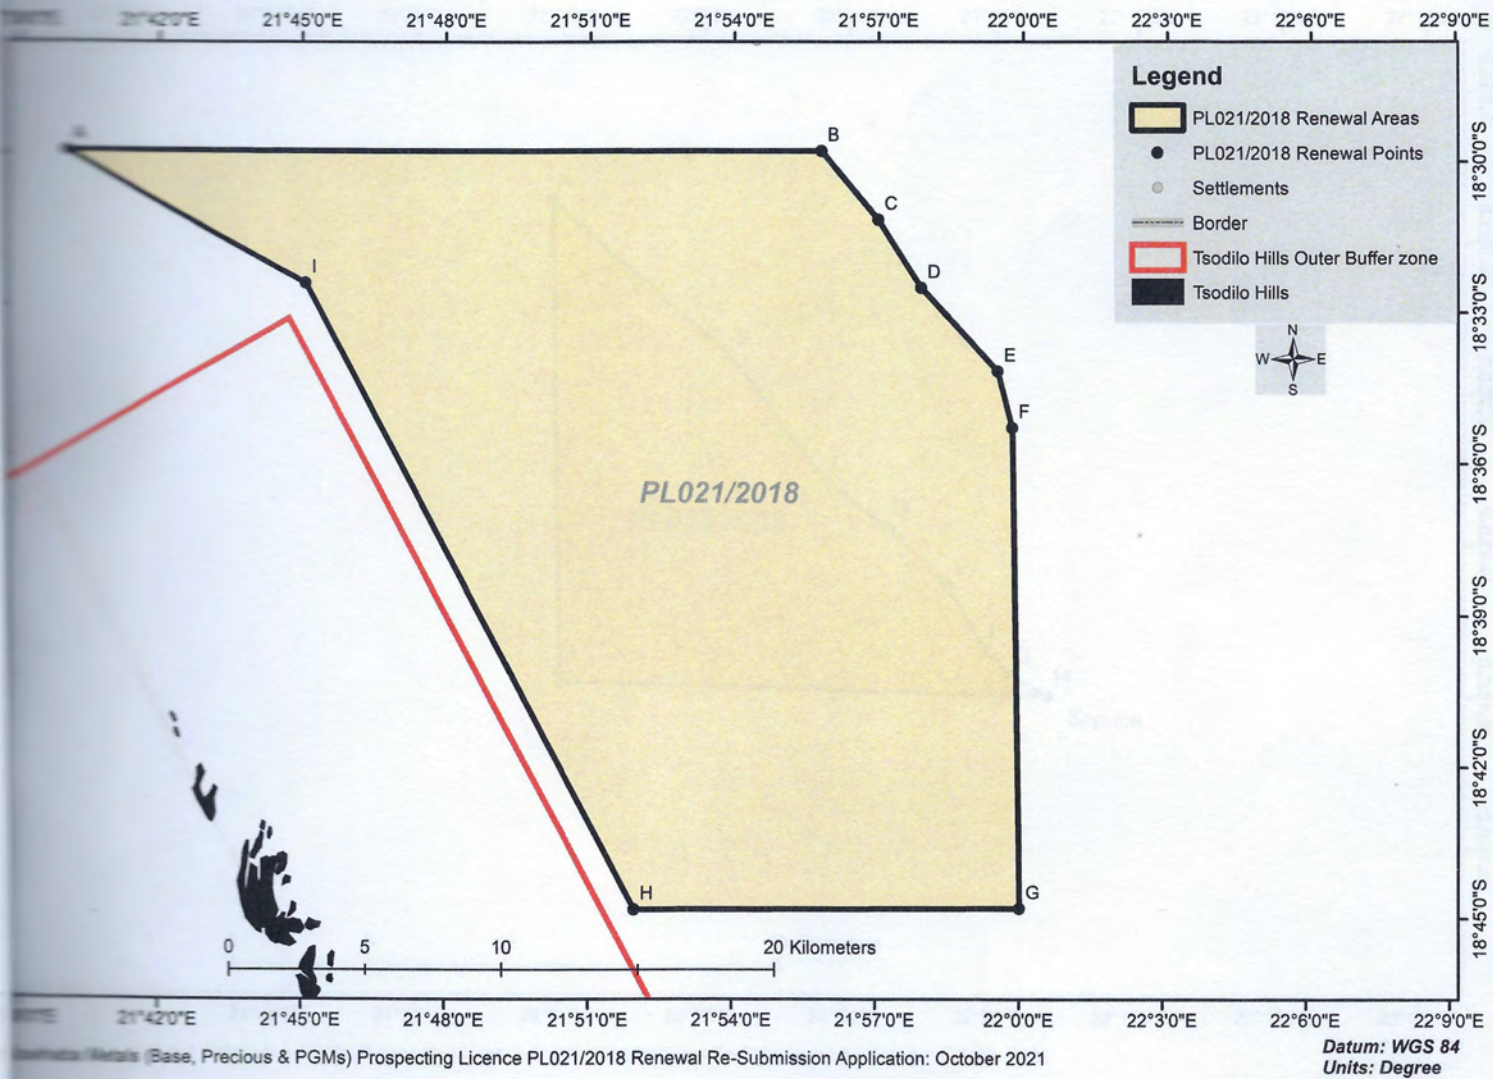 21°42'0"E 21°45'0"E 21°48'0"E 21°51'0"E 21°54'0"E 21°57'0"E 22°0'0"E 22°3'0"E 22°6'0"E 22°9'0"E
Legend
PL021/2018 Renewal Areas
PL021/2018 Renewal Points
Settlements
Border
Tsodilo Hills Outer Buffer zone
Tsodilo Hills
N
W E
S
A
B
C
D
E
F
G
H
I
PL021/2018
18°30'0"S
18°33'0"S
18°36'0"S
18°39'0"S
18°42'0"S
18°45'0"S
0 5 10 20 Kilometers
21°42'0"E 21°45'0"E 21°48'0"E 21°51'0"E 21°54'0"E 21°57'0"E 22°0'0"E 22°3'0"E 22°6'0"E 22°9'0"E
Metals (Base, Precious & PGMs) Prospecting Licence PL021/2018 Renewal Re-Submission Application: October 2021
Datum: WGS 84
Units: Degree